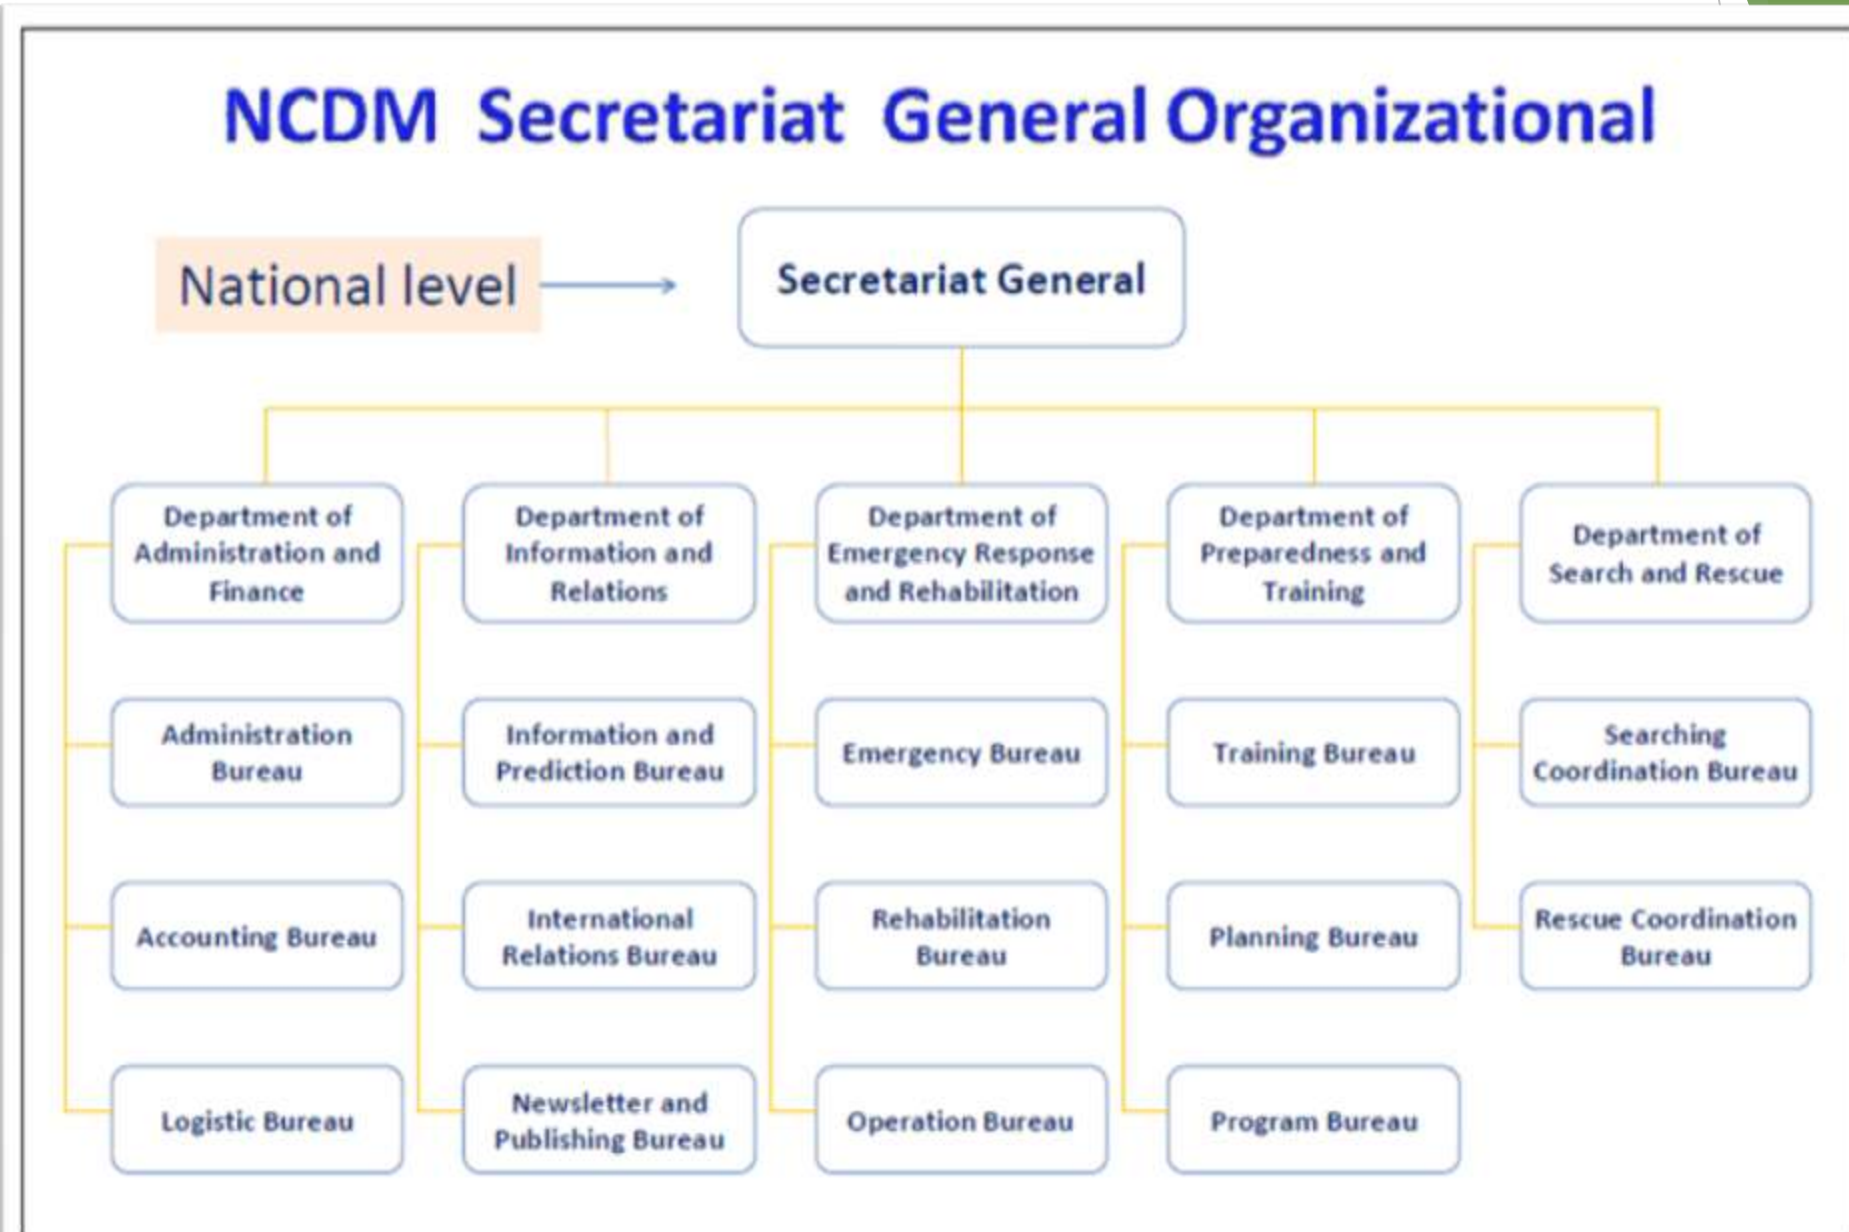 NCDM Secretariat General Organizational
National level
Secretariat General
Department of
Administration and
Finance
Department of
Information and
Relations
Department of
Emergency Response
and Rehabilitation
Department of
Preparedness and
Training
Department of
Search and Rescue
Administration
Bureau
Information and
Prediction Bureau
Emergency Bureau
Training Bureau
Searching
Coordination Bureau
Accounting Bureau
International
Relations Bureau
Rehabilitation
Bureau
Planning Bureau
Rescue Coordination
Bureau
Logistic Bureau
Newsletter and
Publishing Bureau
Operation Bureau
Program Bureau